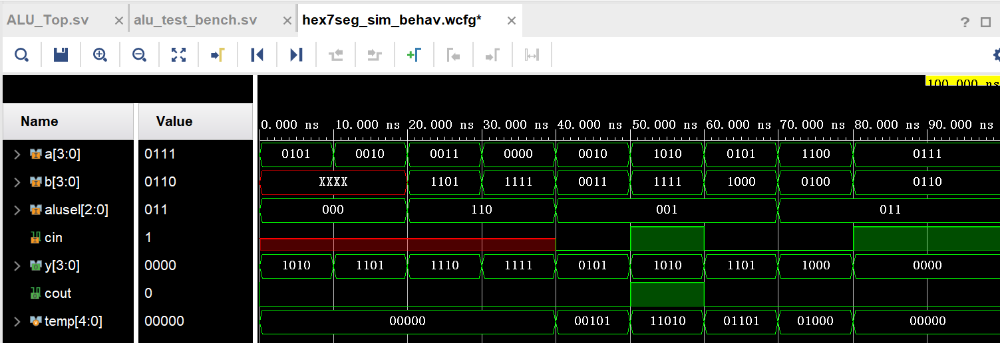 ALU_Top.sv × alu_test_bench.sv × hex7seg_sim_behav.wcfg* × ?
100.000 ns
Name Value
0.000 ns 10.000 ns 20.000 ns 30.000 ns 40.000 ns 50.000 ns 60.000 ns 70.000 ns 80.000 ns 90.000 ns
a[3:0] 0111 0101 0010 0011 0000 0010 1010 0101 1100 0111
b[3:0] 0110 XXXX 1101 1111 0011 1111 1000 0100 0110
alusel[2:0] 011 000 110 001 011
cin 1
y[3:0] 0000 1010 1101 1110 1111 0101 1010 1101 1000 0000
cout 0
temp[4:0] 00000 00000 00101 11010 01101 01000 00000